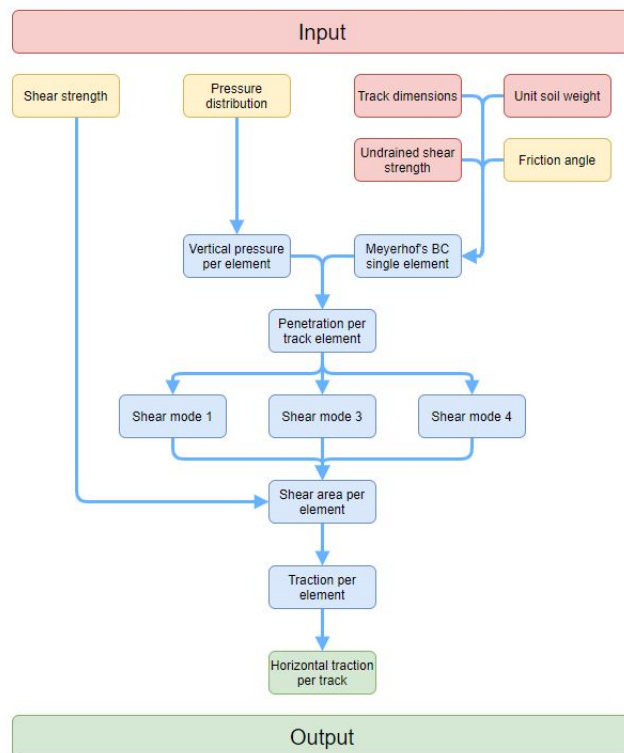 Input
Shear strength
Pressure
distribution
Track dimensions
Unit soil weight
Undrained shear
strength
Friction angle
Vertical pressure
per element
Meyerhof's BC
single element
Penetration per
track element
Shear mode 1
Shear mode 3
Shear mode 4
Shear area per
element
Traction per
element
Horizontal traction
per track
Output